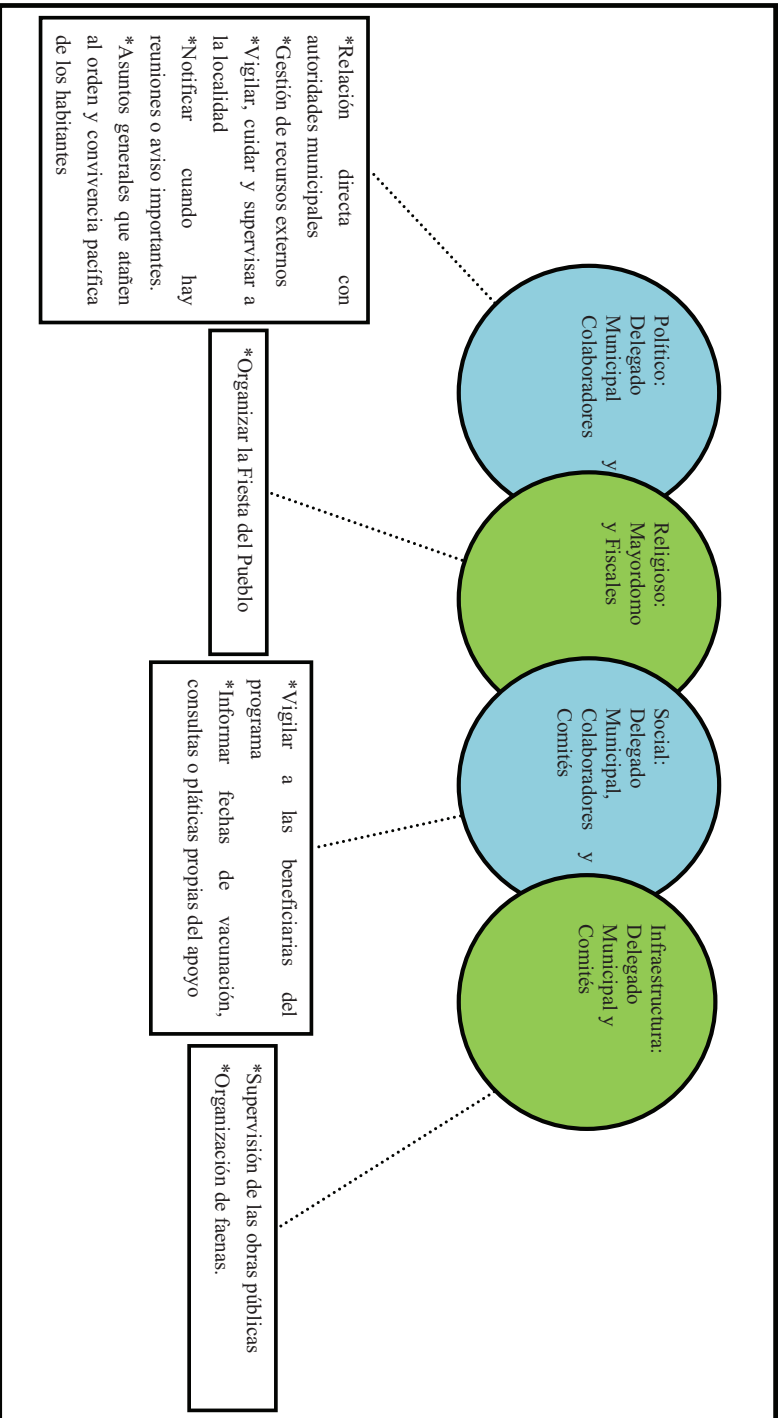 Político:
Delegado
Municipal y
Colaboradores
Religioso:
Mayordomo
y Fiscales
Social:
Delegado
Municipal,
Colaboradores y
Comités
Infraestructura:
Delegado
Municipal y
Comités
*Relación directa con
autoridades municipales
*Gestión de recursos externos
*Vigilar, cuidar y supervisar a
la localidad
*Notificar cuando hay
reuniones o aviso importantes.
*Asuntos generales que atañen
al orden y convivencia pacífica
de los habitantes
*Organizar la Fiesta del Pueblo
*Vigilar a las beneficiarias del
programa
*Informar fechas de vacunación,
consultas o pláticas propias del apoyo
*Supervisión de las obras públicas
*Organización de faenas.